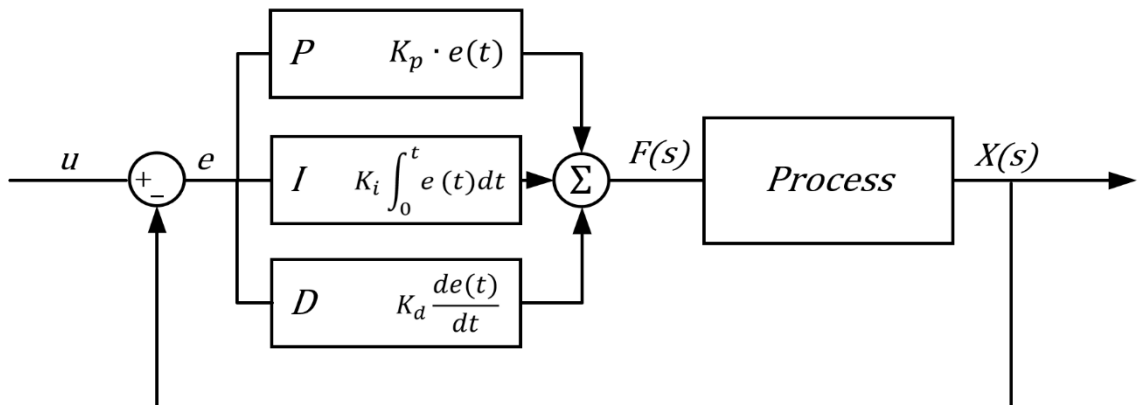 P K_p · e(t)
u
+
−
e
I K_i ∫_0^t e (t)dt
Σ
F(s)
Process
X(s)
D K_d de(t)/dt